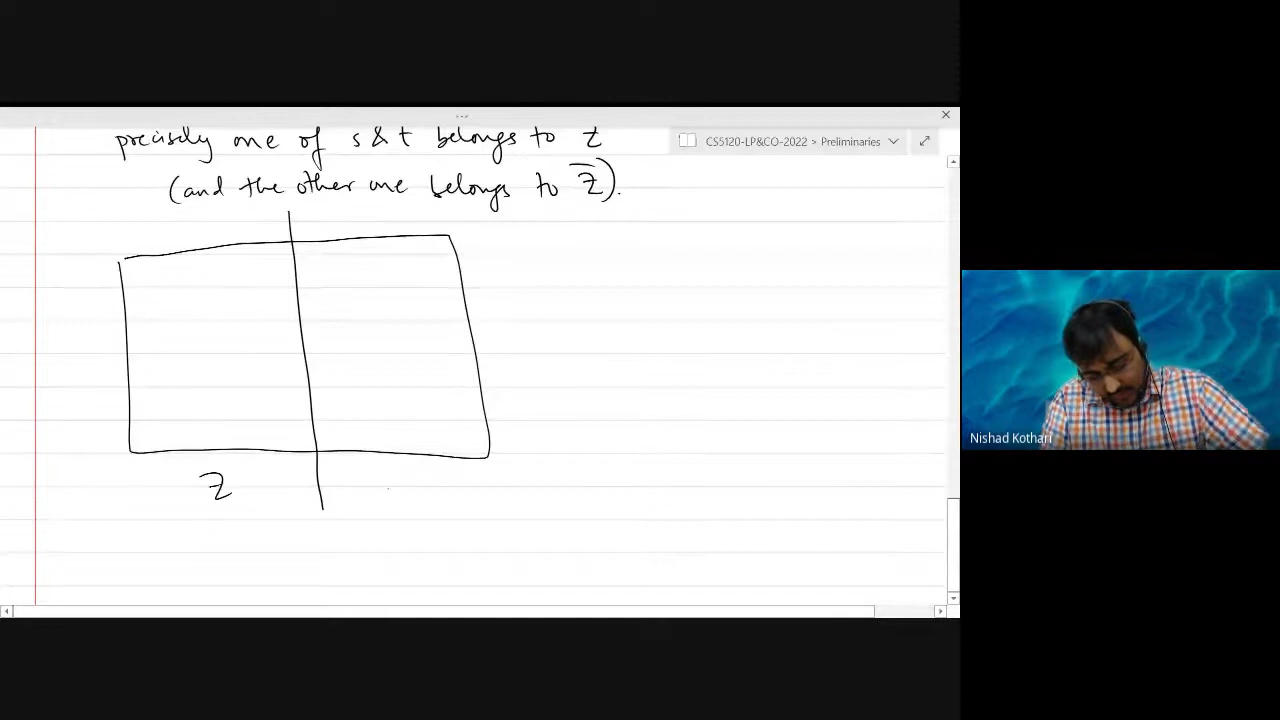 precisely one of s & t belongs to Z
CS5120-LP&CO-2022 > Preliminaries
(and the other one belongs to Z̅).
Z
Nishad Kothari